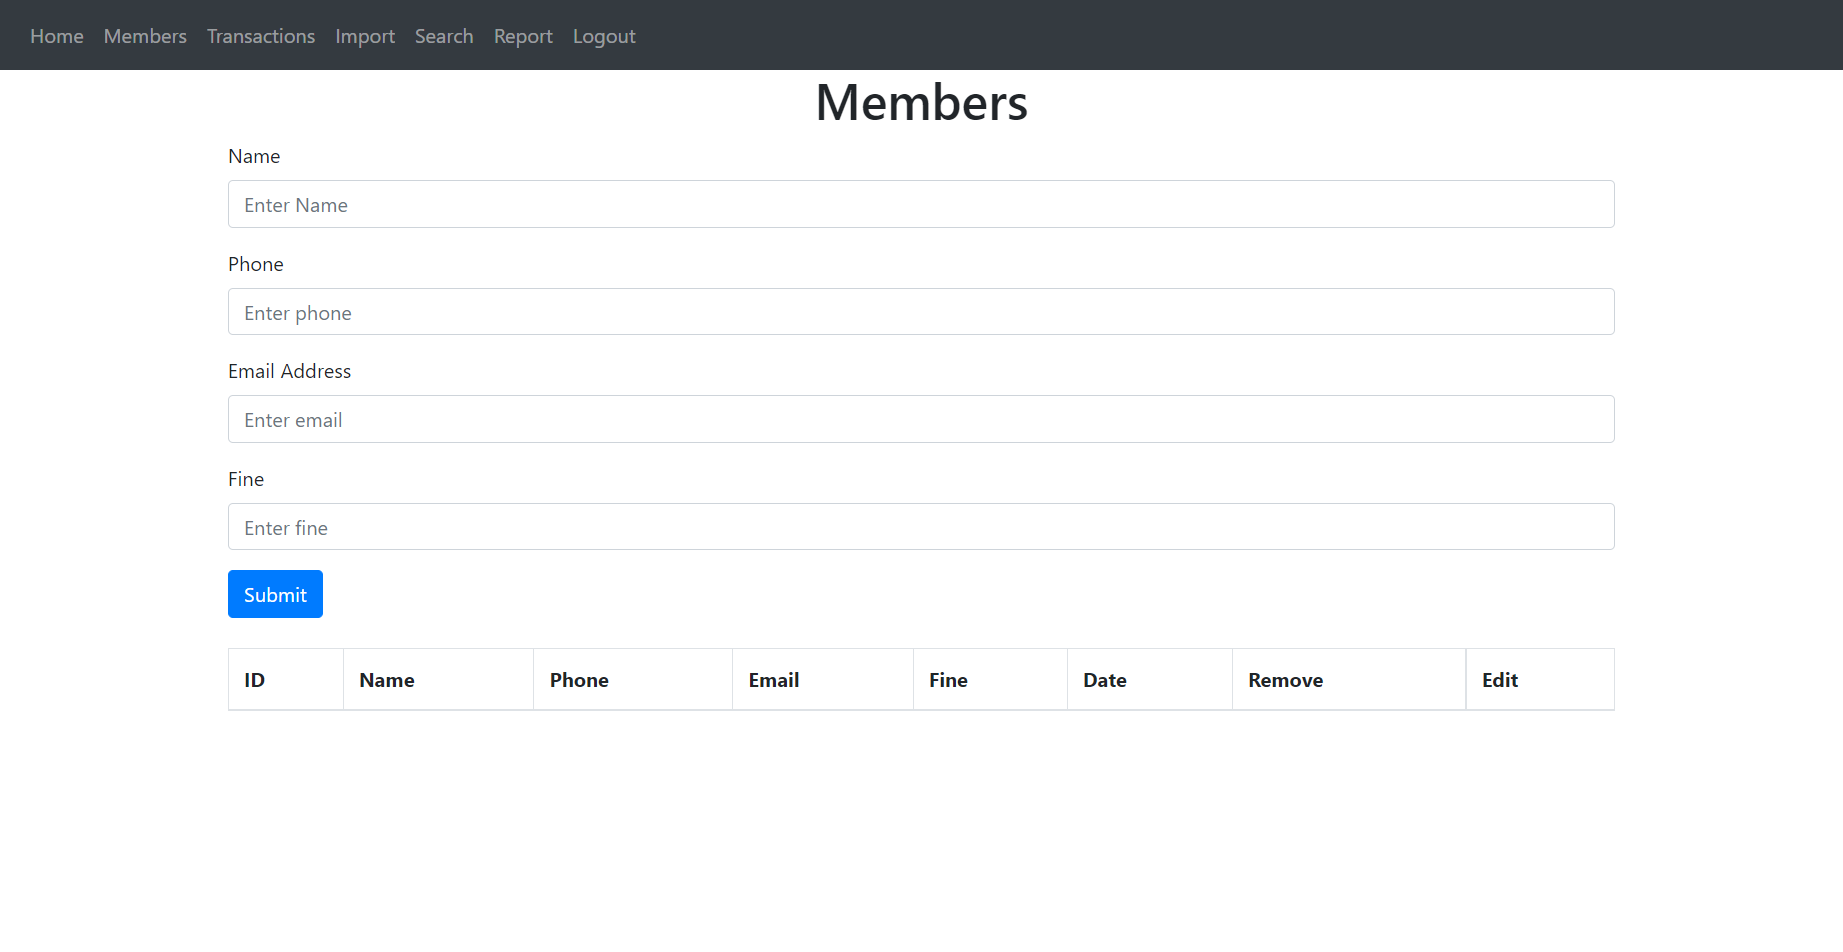 Home Members Transactions Import Search Report Logout
Members
Name
Enter Name
Phone
Enter phone
Email Address
Enter email
Fine
Enter fine
Submit
ID Name Phone Email Fine Date Remove Edit